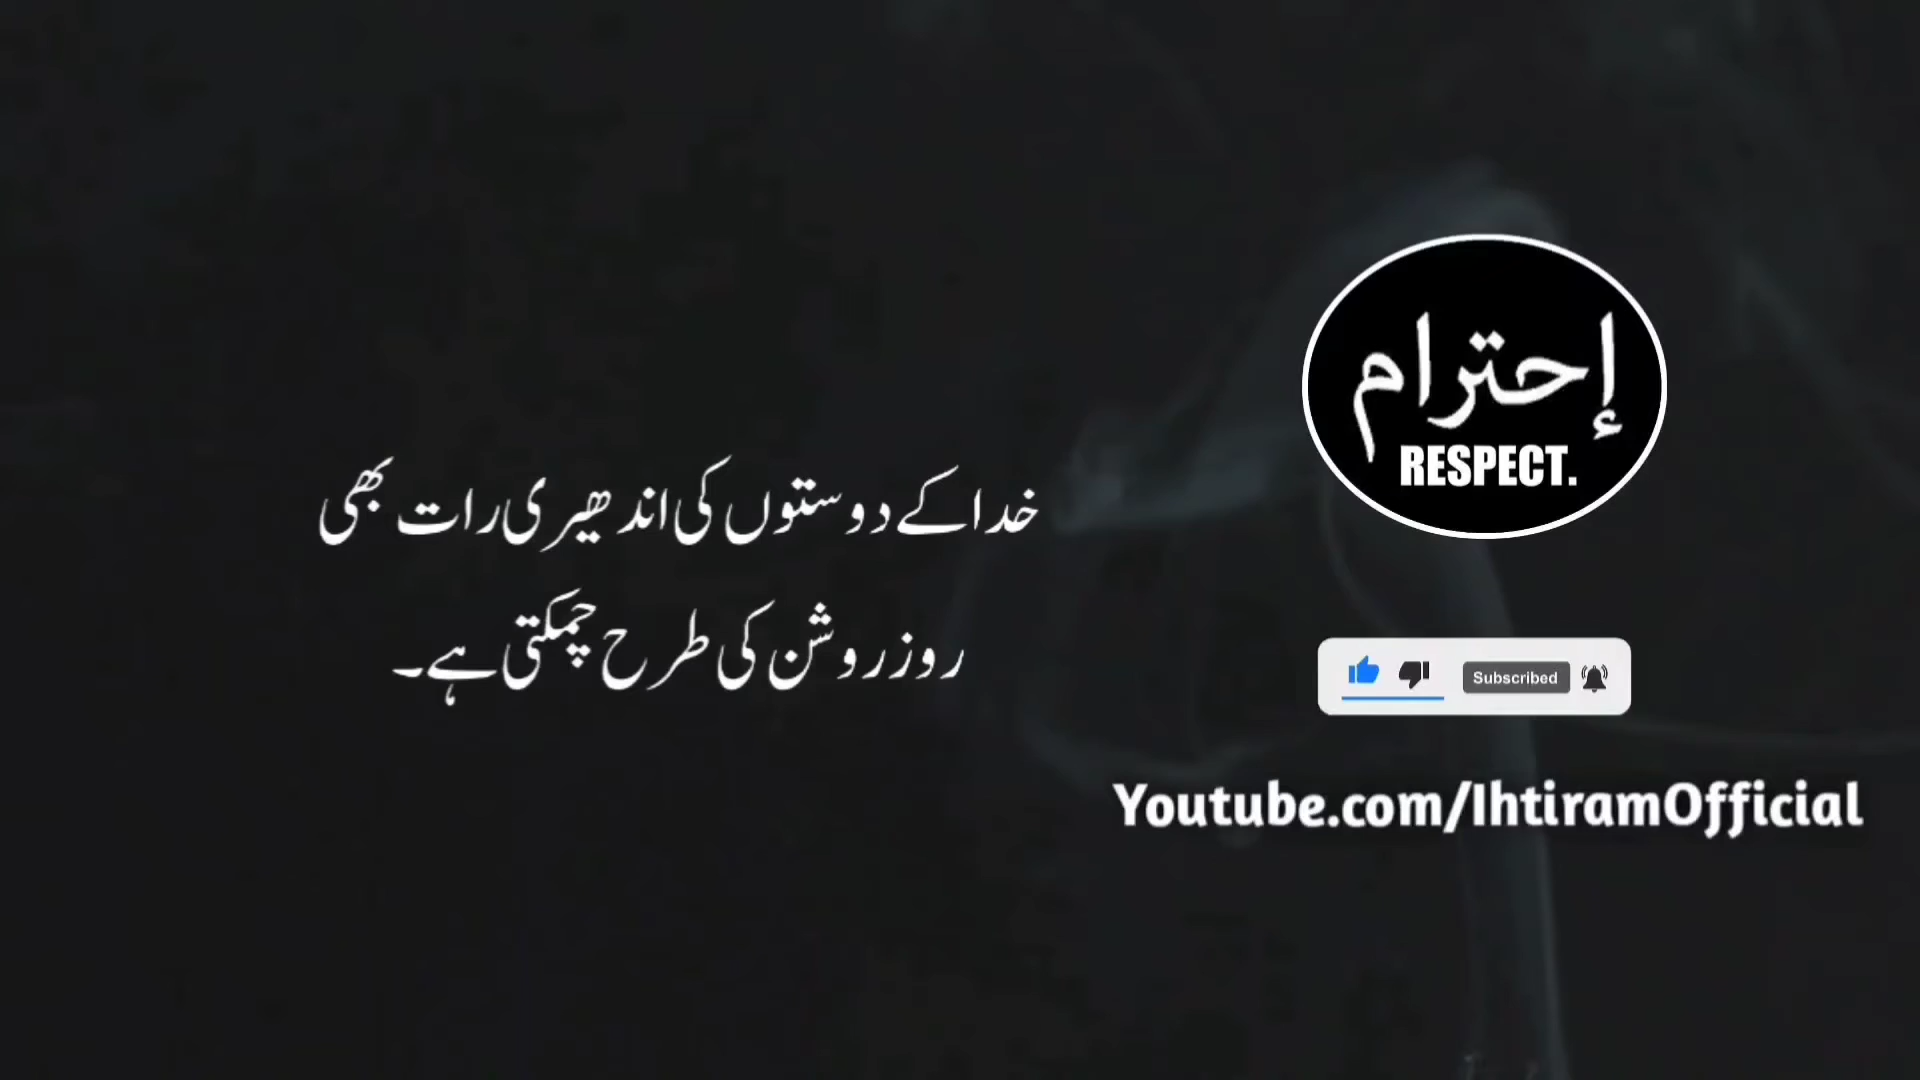 خدا کے دوستوں کی اندھیری رات بھی
روز روشن کی طرح چمکتی ہے۔
إحترام
RESPECT.
Subscribed
Youtube.com/IhtiramOfficial